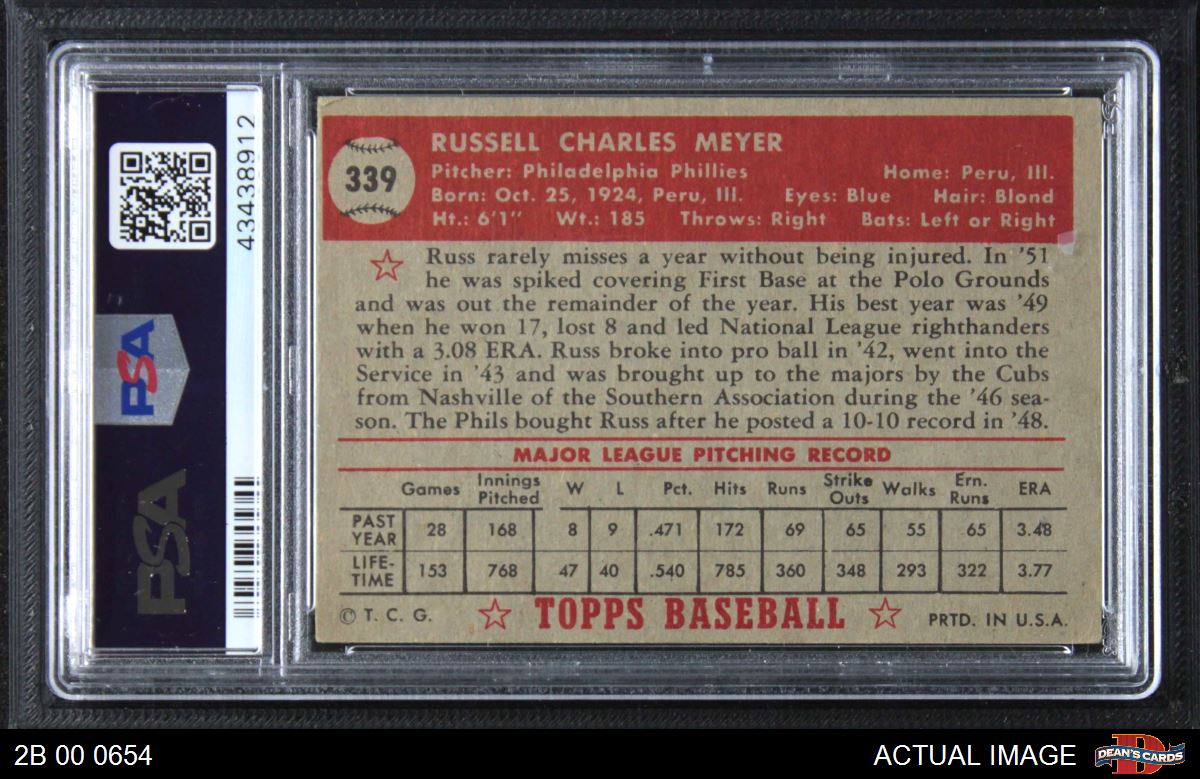 43438912
PSA
PSA
339
RUSSELL CHARLES MEYER
Pitcher: Philadelphia Phillies Home: Peru, Ill.
Born: Oct. 25, 1924, Peru, Ill. Eyes: Blue Hair: Blond
Ht.: 6'1" Wt.: 185 Throws: Right Bats: Left or Right
Russ rarely misses a year without being injured. In '51
he was spiked covering First Base at the Polo Grounds
and was out the remainder of the year. His best year was '49
when he won 17, lost 8 and led National League righthanders
with a 3.08 ERA. Russ broke into pro ball in '42, went into the
Service in '43 and was brought up to the majors by the Cubs
from Nashville of the Southern Association during the '46 sea-
son. The Phils bought Russ after he posted a 10-10 record in '48.
MAJOR LEAGUE PITCHING RECORD
Games Innings Pitched W L Pct. Hits Runs Strike Outs Walks Ern. Runs ERA
PAST YEAR 28 168 8 9 .471 172 69 65 55 65 3.48
LIFE-TIME 153 768 47 40 .540 785 360 348 293 322 3.77
© T. C. G. TOPPS BASEBALL PRTD. IN U.S.A.
2B 00 0654 ACTUAL IMAGE DEAN'S CARDS